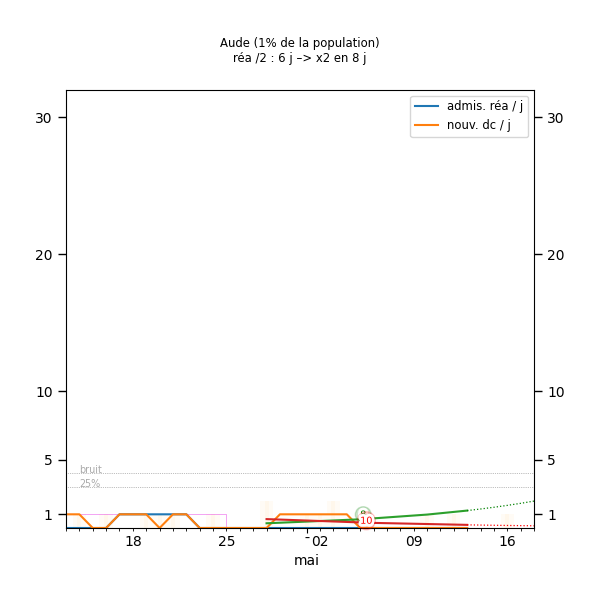 Aude (1% de la population)
réa /2 : 6 j –> x2 en 8 j
admis. réa / j
nouv. dc / j
30
30
20
20
10
10
5
5
bruit
25%
1
1
10
18
25
02
09
16
mai